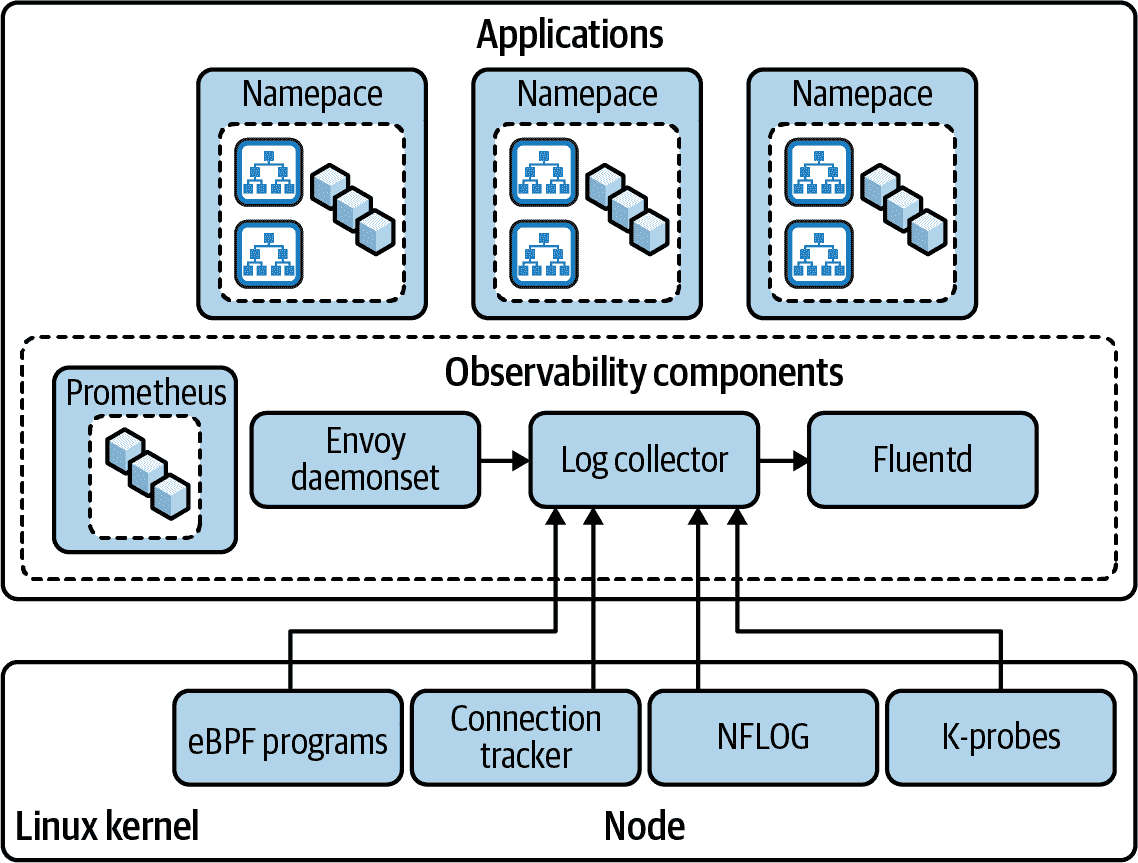 Applications
Namepace
Namepace
Namepace
Observability components
Prometheus
Envoy
daemonset
Log collector
Fluentd
eBPF programs
Connection
tracker
NFLOG
K-probes
Linux kernel
Node